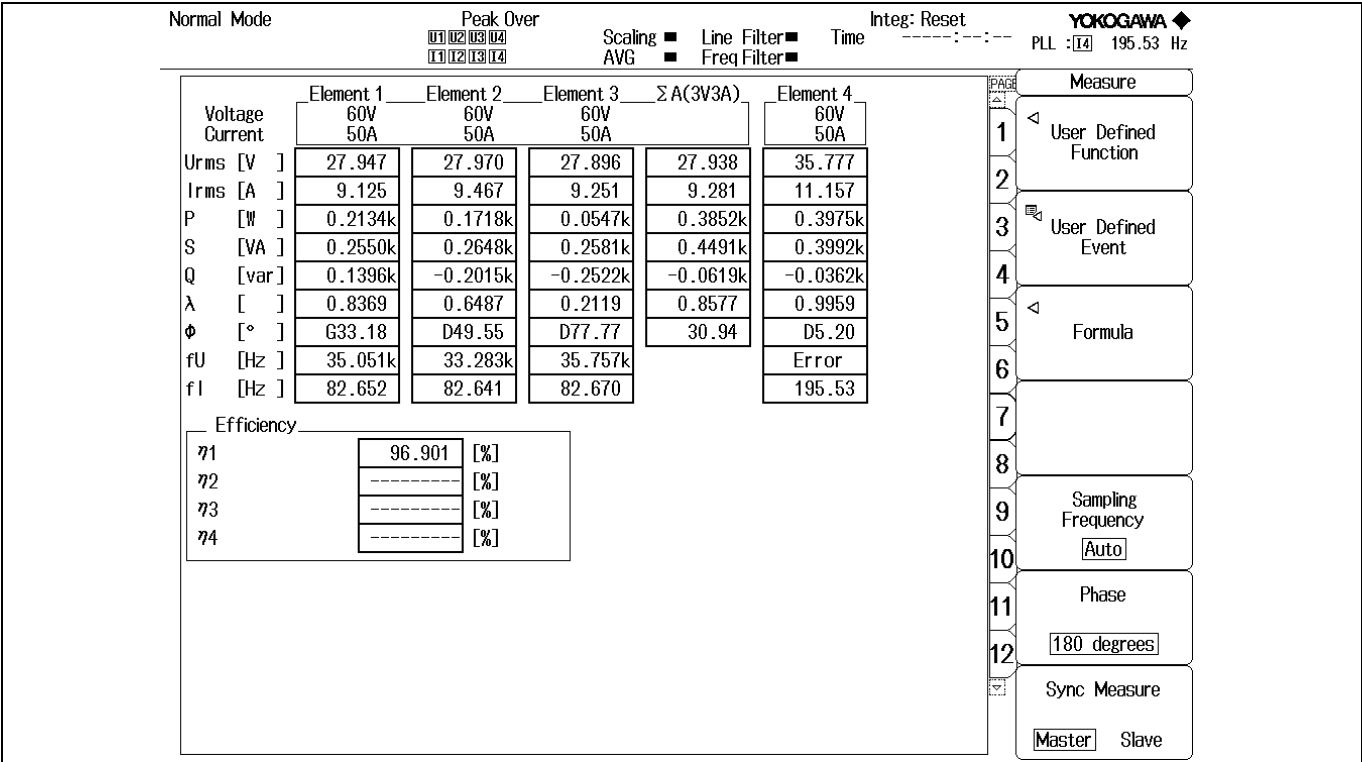 Normal Mode Peak Over Integ: Reset YOKOGAWA
U1 U2 U3 U4 Scaling Line Filter Time -----:--:-- PLL : I4 195.53 Hz
I1 I2 I3 I4 AVG Freq Filter
Element 1 Element 2 Element 3 ΣA(3V3A) Element 4
Voltage 60V 60V 60V 60V
Current 50A 50A 50A 50A
Urms [V ] 27.947 27.970 27.896 27.938 35.777
Irms [A ] 9.125 9.467 9.251 9.281 11.157
P [W ] 0.2134k 0.1718k 0.0547k 0.3852k 0.3975k
S [VA ] 0.2550k 0.2648k 0.2581k 0.4491k 0.3992k
Q [var] 0.1396k -0.2015k -0.2522k -0.0619k -0.0362k
λ [ ] 0.8369 0.6487 0.2119 0.8577 0.9959
Φ [° ] G33.18 D49.55 D77.77 30.94 D5.20
fU [Hz ] 35.051k 33.283k 35.757k Error
fI [Hz ] 82.652 82.641 82.670 195.53
Efficiency
η1 96.901 [%]
η2 --------- [%]
η3 --------- [%]
η4 --------- [%]
PAGE
1
2
3
4
5
6
7
8
9
10
11
12
Measure
User Defined
Function
User Defined
Event
Formula
Sampling
Frequency
Auto
Phase
180 degrees
Sync Measure
Master Slave